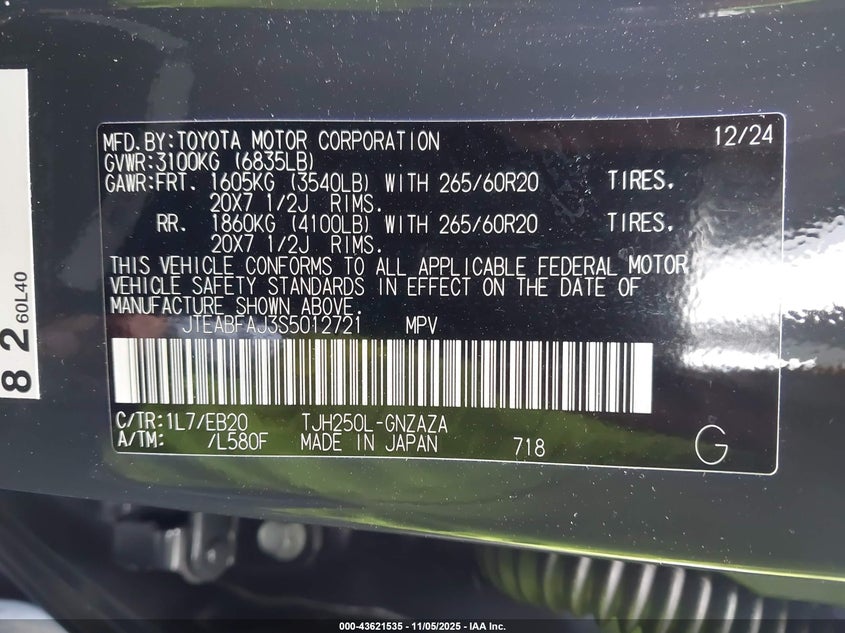 MFD.BY:TOYOTA MOTOR CORPORATION 12/24
GVWR:3100KG (6835LB)
GAWR:FRT. 1605KG (3540LB) WITH 265/60R20 TIRES.
20X7 1/2J RIMS.
RR. 1860KG (4100LB) WITH 265/60R20 TIRES.
20X7 1/2J RIMS.
THIS VEHICLE CONFORMS TO ALL APPLICABLE FEDERAL MOTOR
VEHICLE SAFETY STANDARDS IN EFFECT ON THE DATE OF
MANUFACTURE SHOWN ABOVE.
JTEABFAJ3S5012721 MPV
C/TR:1L7/EB20 TJH250L-GNZAZA
A/TM: /L580F MADE IN JAPAN 718 G
8 2 60L40
000-43621535 - 11/05/2025 - IAA Inc.